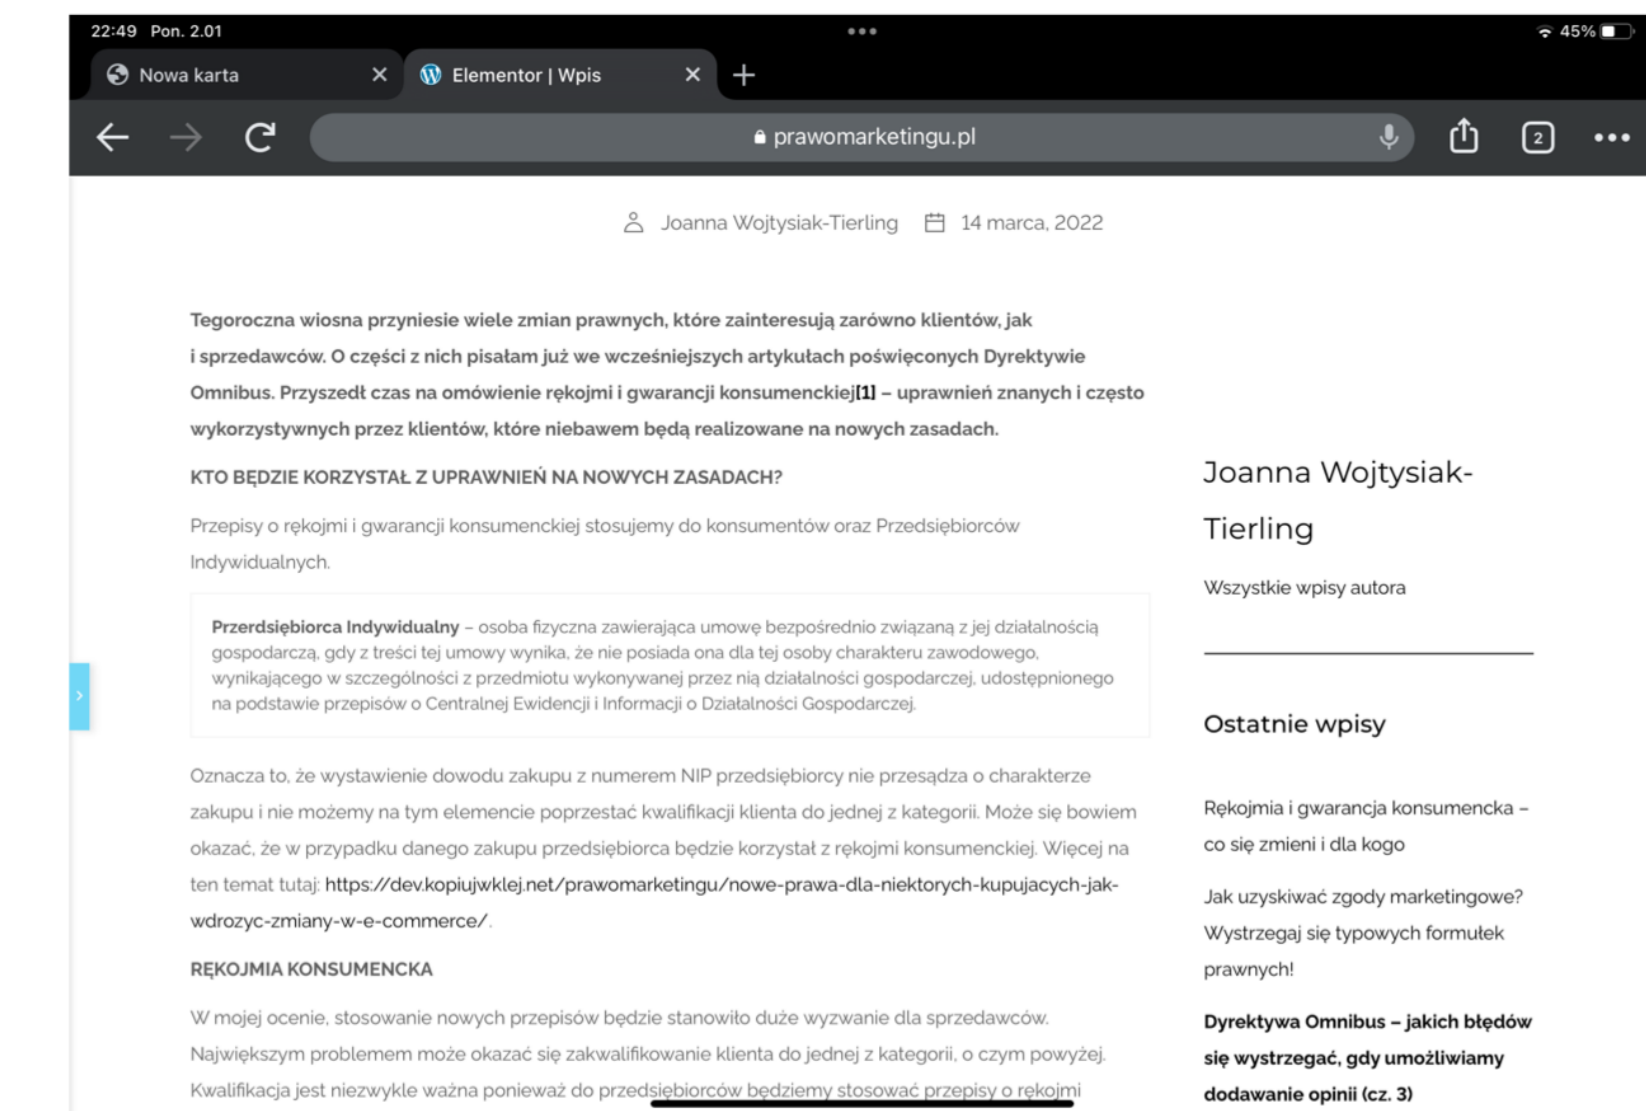 22:49 Pon. 2.01
45%
Nowa karta
Elementor | Wpis
prawomarketingu.pl
2
Joanna Wojtysiak-Tierling 14 marca, 2022
Tegoroczna wiosna przyniesie wiele zmian prawnych, które zainteresują zarówno klientów, jak
i sprzedawców. O części z nich pisałam już we wcześniejszych artykułach poświęconych Dyrektywie
Omnibus. Przyszedł czas na omówienie rękojmi i gwarancji konsumenckiej[1] – uprawnień znanych i często
wykorzystywnych przez klientów, które niebawem będą realizowane na nowych zasadach.
KTO BĘDZIE KORZYSTAŁ Z UPRAWNIEŃ NA NOWYCH ZASADACH?
Przepisy o rękojmi i gwarancji konsumenckiej stosujemy do konsumentów oraz Przedsiębiorców
Indywidualnych.
Przerdsiębiorca Indywidualny – osoba fizyczna zawierająca umowę bezpośrednio związaną z jej działalnością
gospodarczą, gdy z treści tej umowy wynika, że nie posiada ona dla tej osoby charakteru zawodowego,
wynikającego w szczególności z przedmiotu wykonywanej przez nią działalności gospodarczej, udostępnionego
na podstawie przepisów o Centralnej Ewidencji i Informacji o Działalności Gospodarczej.
Oznacza to, że wystawienie dowodu zakupu z numerem NIP przedsiębiorcy nie przesądza o charakterze
zakupu i nie możemy na tym elemencie poprzestać kwalifikacji klienta do jednej z kategorii. Może się bowiem
okazać, że w przypadku danego zakupu przedsiębiorca będzie korzystał z rękojmi konsumenckiej. Więcej na
ten temat tutaj: https://dev.kopiujwklej.net/prawomarketingu/nowe-prawa-dla-niektorych-kupujacych-jak-
wdrozyc-zmiany-w-e-commerce/.
RĘKOJMIA KONSUMENCKA
W mojej ocenie, stosowanie nowych przepisów będzie stanowiło duże wyzwanie dla sprzedawców.
Największym problemem może okazać się zakwalifikowanie klienta do jednej z kategorii, o czym powyżej.
Kwalifikacja jest niezwykle ważna ponieważ do przedsiębiorców będziemy stosować przepisy o rękojmi
Joanna Wojtysiak-
Tierling
Wszystkie wpisy autora
Ostatnie wpisy
Rękojmia i gwarancja konsumencka –
co się zmieni i dla kogo
Jak uzyskiwać zgody marketingowe?
Wystrzegaj się typowych formułek
prawnych!
Dyrektywa Omnibus – jakich błędów
się wystrzegać, gdy umożliwiamy
dodawanie opinii (cz. 3)